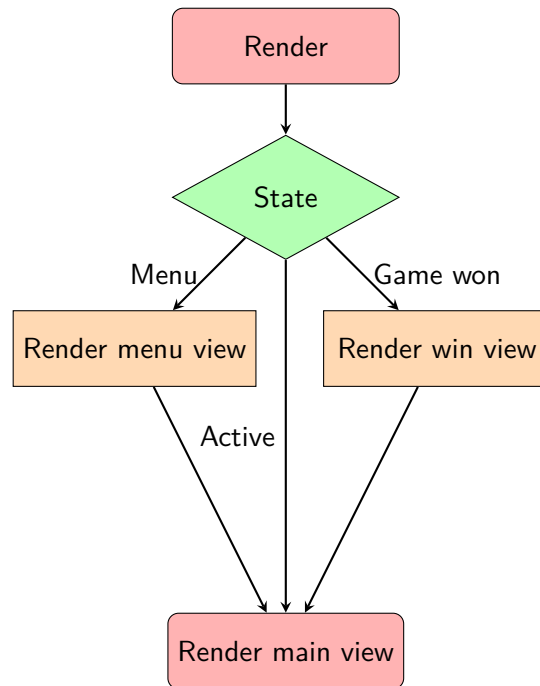 Render
State
Menu
Game won
Render menu view
Render win view
Active
Render main view